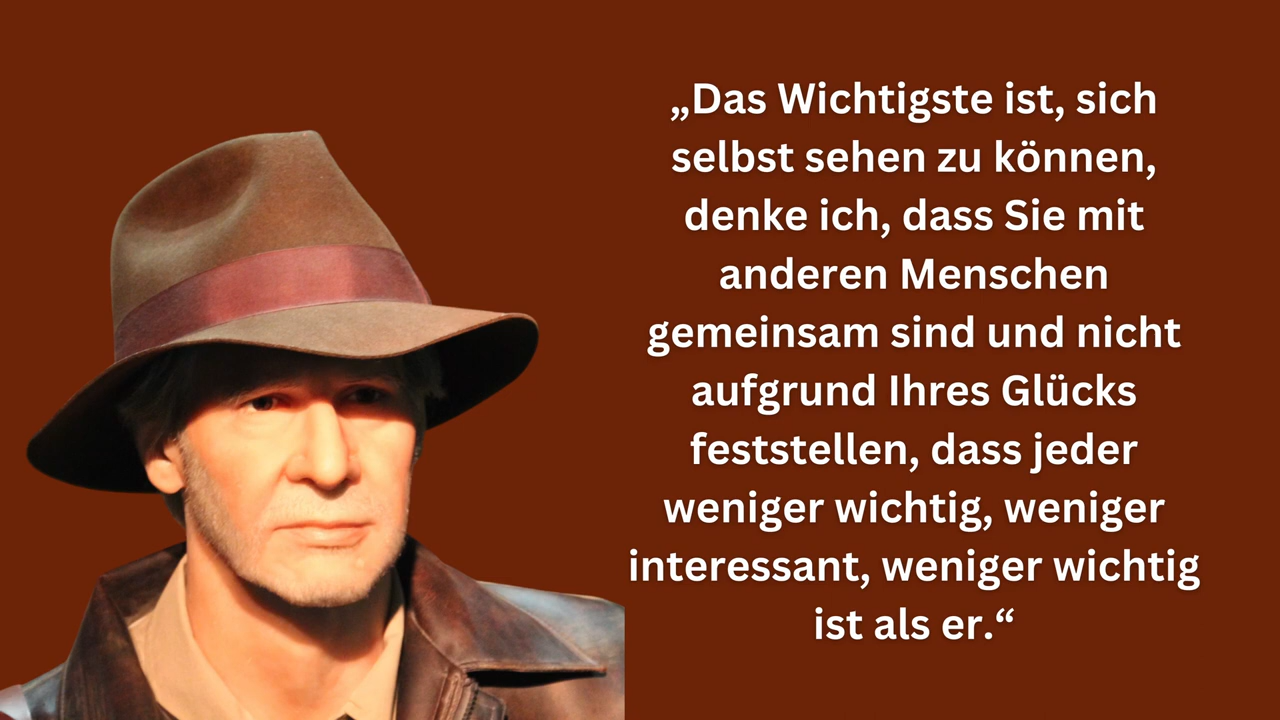 „Das Wichtigste ist, sich
selbst sehen zu können,
denke ich, dass Sie mit
anderen Menschen
gemeinsam sind und nicht
aufgrund Ihres Glücks
feststellen, dass jeder
weniger wichtig, weniger
interessant, weniger wichtig
ist als er.“